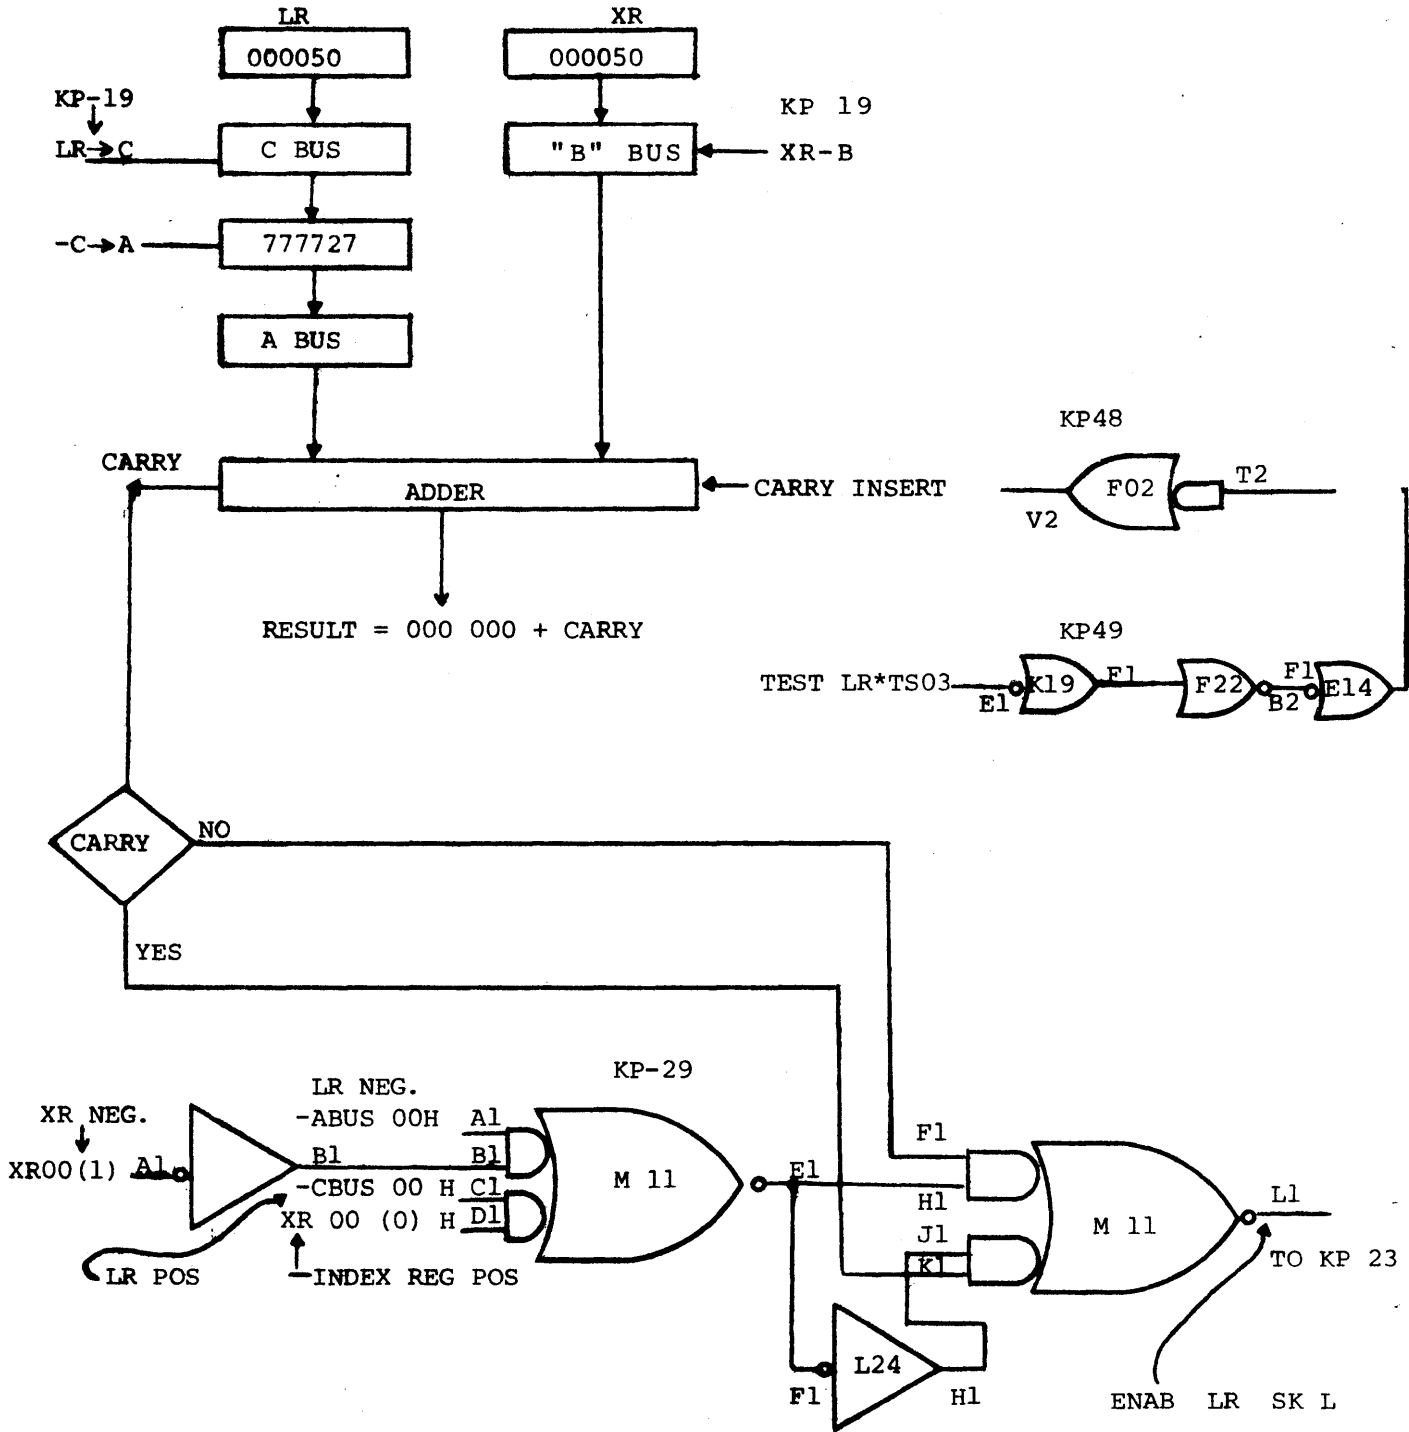 LR
XR
000050
000050
KP-19
KP 19
LR→C
C BUS
"B" BUS
XR-B
-C→A
777727
A BUS
KP48
CARRY
ADDER
CARRY INSERT
F02
T2
V2
RESULT = 000 000 + CARRY
KP49
TEST LR*TS03
E1
K19
F1
F22
B2
F1
E14
CARRY
NO
YES
KP-29
LR NEG.
XR NEG.
-ABUS 00H
A1
XR00(1)
A1
B1
B1
-CBUS 00 H
C1
XR 00 (0) H
D1
M 11
E1
LR POS
INDEX REG POS
F1
H1
J1
K1
M 11
L1
TO KP 23
L24
F1
H1
ENAB LR SK L